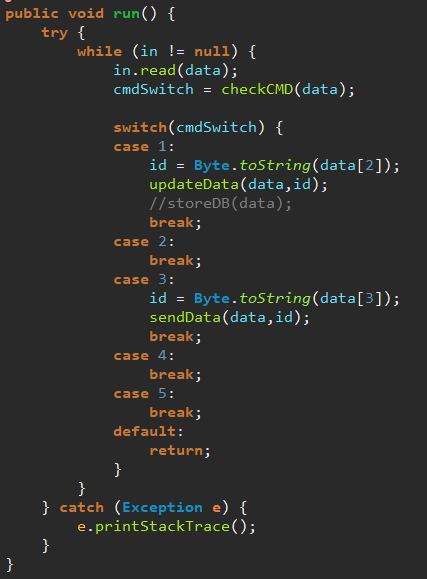 public void run() {
    try {
        while (in != null) {
            in.read(data);
            cmdSwitch = checkCMD(data);

            switch(cmdSwitch) {
            case 1:
                id = Byte.toString(data[2]);
                updateData(data,id);
                //storeDB(data);
                break;
            case 2:
                break;
            case 3:
                id = Byte.toString(data[3]);
                sendData(data,id);
                break;
            case 4:
                break;
            case 5:
                break;
            default:
                return;
            }
        }
    } catch (Exception e) {
        e.printStackTrace();
    }
}